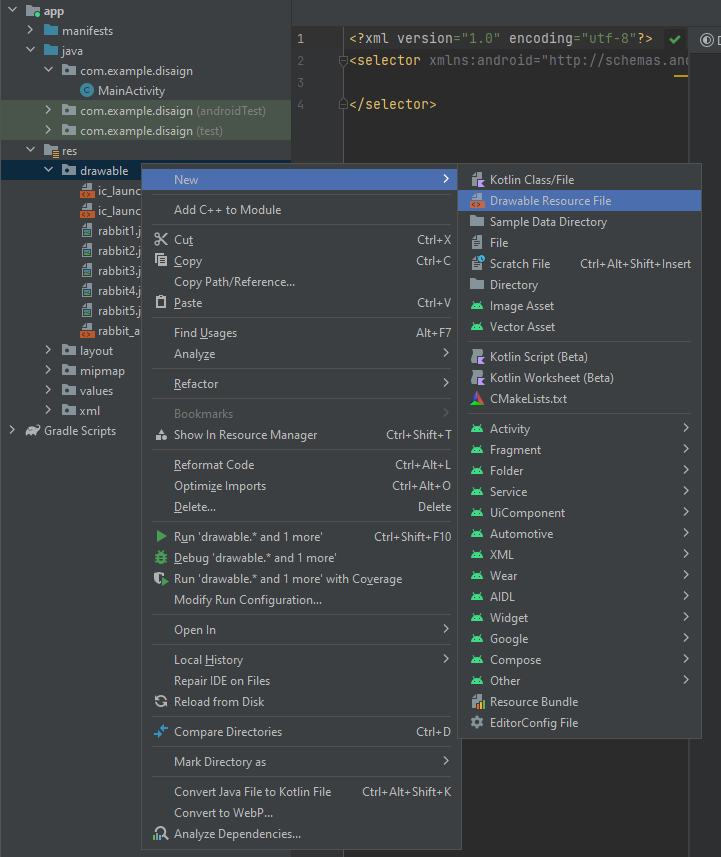 app
manifests
java
com.example.disaign
MainActivity
com.example.disaign (androidTest)
com.example.disaign (test)
res
drawable
ic_launc
ic_launc
rabbit1.j
rabbit2.j
rabbit3.j
rabbit4.j
rabbit5.j
rabbit_a
layout
mipmap
values
xml
Gradle Scripts
1 <?xml version="1.0" encoding="utf-8"?>
2 <selector xmlns:android="http://schemas.and
3
4 </selector>
New
Add C++ to Module
Cut Ctrl+X
Copy Ctrl+C
Copy Path/Reference...
Paste Ctrl+V
Find Usages Alt+F7
Analyze
Refactor
Bookmarks
Show In Resource Manager Ctrl+Shift+T
Reformat Code Ctrl+Alt+L
Optimize Imports Ctrl+Alt+O
Delete... Delete
Run 'drawable.* and 1 more' Ctrl+Shift+F10
Debug 'drawable.* and 1 more'
Run 'drawable.* and 1 more' with Coverage
Modify Run Configuration...
Open In
Local History
Repair IDE on Files
Reload from Disk
Compare Directories Ctrl+D
Mark Directory as
Convert Java File to Kotlin File Ctrl+Alt+Shift+K
Convert to WebP...
Analyze Dependencies...
Kotlin Class/File
Drawable Resource File
Sample Data Directory
File
Scratch File Ctrl+Alt+Shift+Insert
Directory
Image Asset
Vector Asset
Kotlin Script (Beta)
Kotlin Worksheet (Beta)
CMakeLists.txt
Activity
Fragment
Folder
Service
UiComponent
Automotive
XML
Wear
AIDL
Widget
Google
Compose
Other
Resource Bundle
EditorConfig File